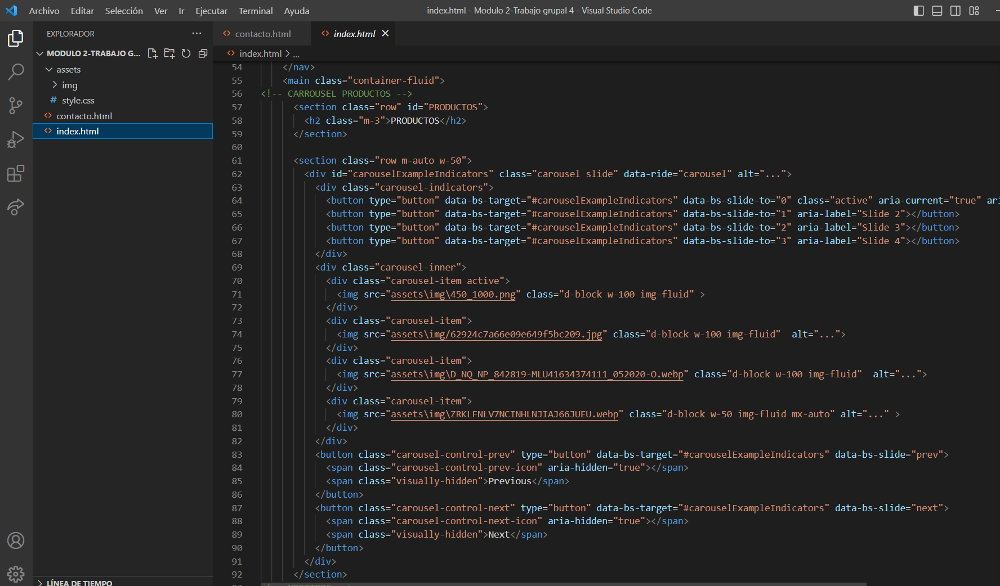 Archivo Editar Selección Ver Ir Ejecutar Terminal Ayuda
index.html - Modulo 2-Trabajo grupal 4 - Visual Studio Code
EXPLORADOR ...
MODULO 2-TRABAJO G...
assets
img
# style.css
<> contacto.html
<> index.html
LÍNEA DE TIEMPO
<> contacto.html
<> index.html
<> index.html > ...
54 </nav>
55 <main class="container-fluid">
56 <!-- CARROUSEL PRODUCTOS -->
57 <section class="row" id="PRODUCTOS">
58 <h2 class="m-3">PRODUCTOS</h2>
59 </section>
60
61 <section class="row m-auto w-50">
62 <div id="carouselExampleIndicators" class="carousel slide" data-ride="carousel" alt="...">
63 <div class="carousel-indicators">
64 <button type="button" data-bs-target="#carouselExampleIndicators" data-bs-slide-to="0" class="active" aria-current="true" ari
65 <button type="button" data-bs-target="#carouselExampleIndicators" data-bs-slide-to="1" aria-label="Slide 2"></button>
66 <button type="button" data-bs-target="#carouselExampleIndicators" data-bs-slide-to="2" aria-label="Slide 3"></button>
67 <button type="button" data-bs-target="#carouselExampleIndicators" data-bs-slide-to="3" aria-label="Slide 4"></button>
68 </div>
69 <div class="carousel-inner">
70 <div class="carousel-item active">
71 <img src="assets\img\450_1000.png" class="d-block w-100 img-fluid" >
72 </div>
73 <div class="carousel-item">
74 <img src="assets\img/62924c7a66e09e649f5bc209.jpg" class="d-block w-100 img-fluid"  alt="...">
75 </div>
76 <div class="carousel-item">
77 <img src="assets\img\D_NQ_NP_842819-MLU41634374111_052020-O.webp" class="d-block w-100 img-fluid"  alt="...">
78 </div>
79 <div class="carousel-item">
80 <img src="assets\img\ZRKLFNLV7NCINHLNJIAJ66JUEU.webp" class="d-block w-50 img-fluid mx-auto" alt="..." >
81 </div>
82 </div>
83 <button class="carousel-control-prev" type="button" data-bs-target="#carouselExampleIndicators" data-bs-slide="prev">
84 <span class="carousel-control-prev-icon" aria-hidden="true"></span>
85 <span class="visually-hidden">Previous</span>
86 </button>
87 <button class="carousel-control-next" type="button" data-bs-target="#carouselExampleIndicators" data-bs-slide="next">
88 <span class="carousel-control-next-icon" aria-hidden="true"></span>
89 <span class="visually-hidden">Next</span>
90 </button>
91 </div>
92 </section>